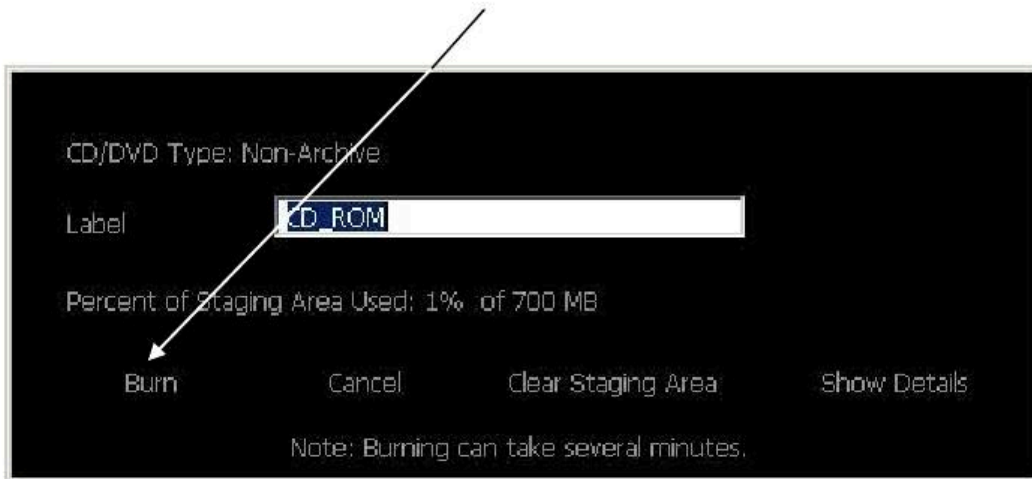 CD/DVD Type: Non-Archive
Label CD_ROM
Percent of Staging Area Used: 1% of 700 MB
Burn Cancel Clear Staging Area Show Details
Note: Burning can take several minutes.